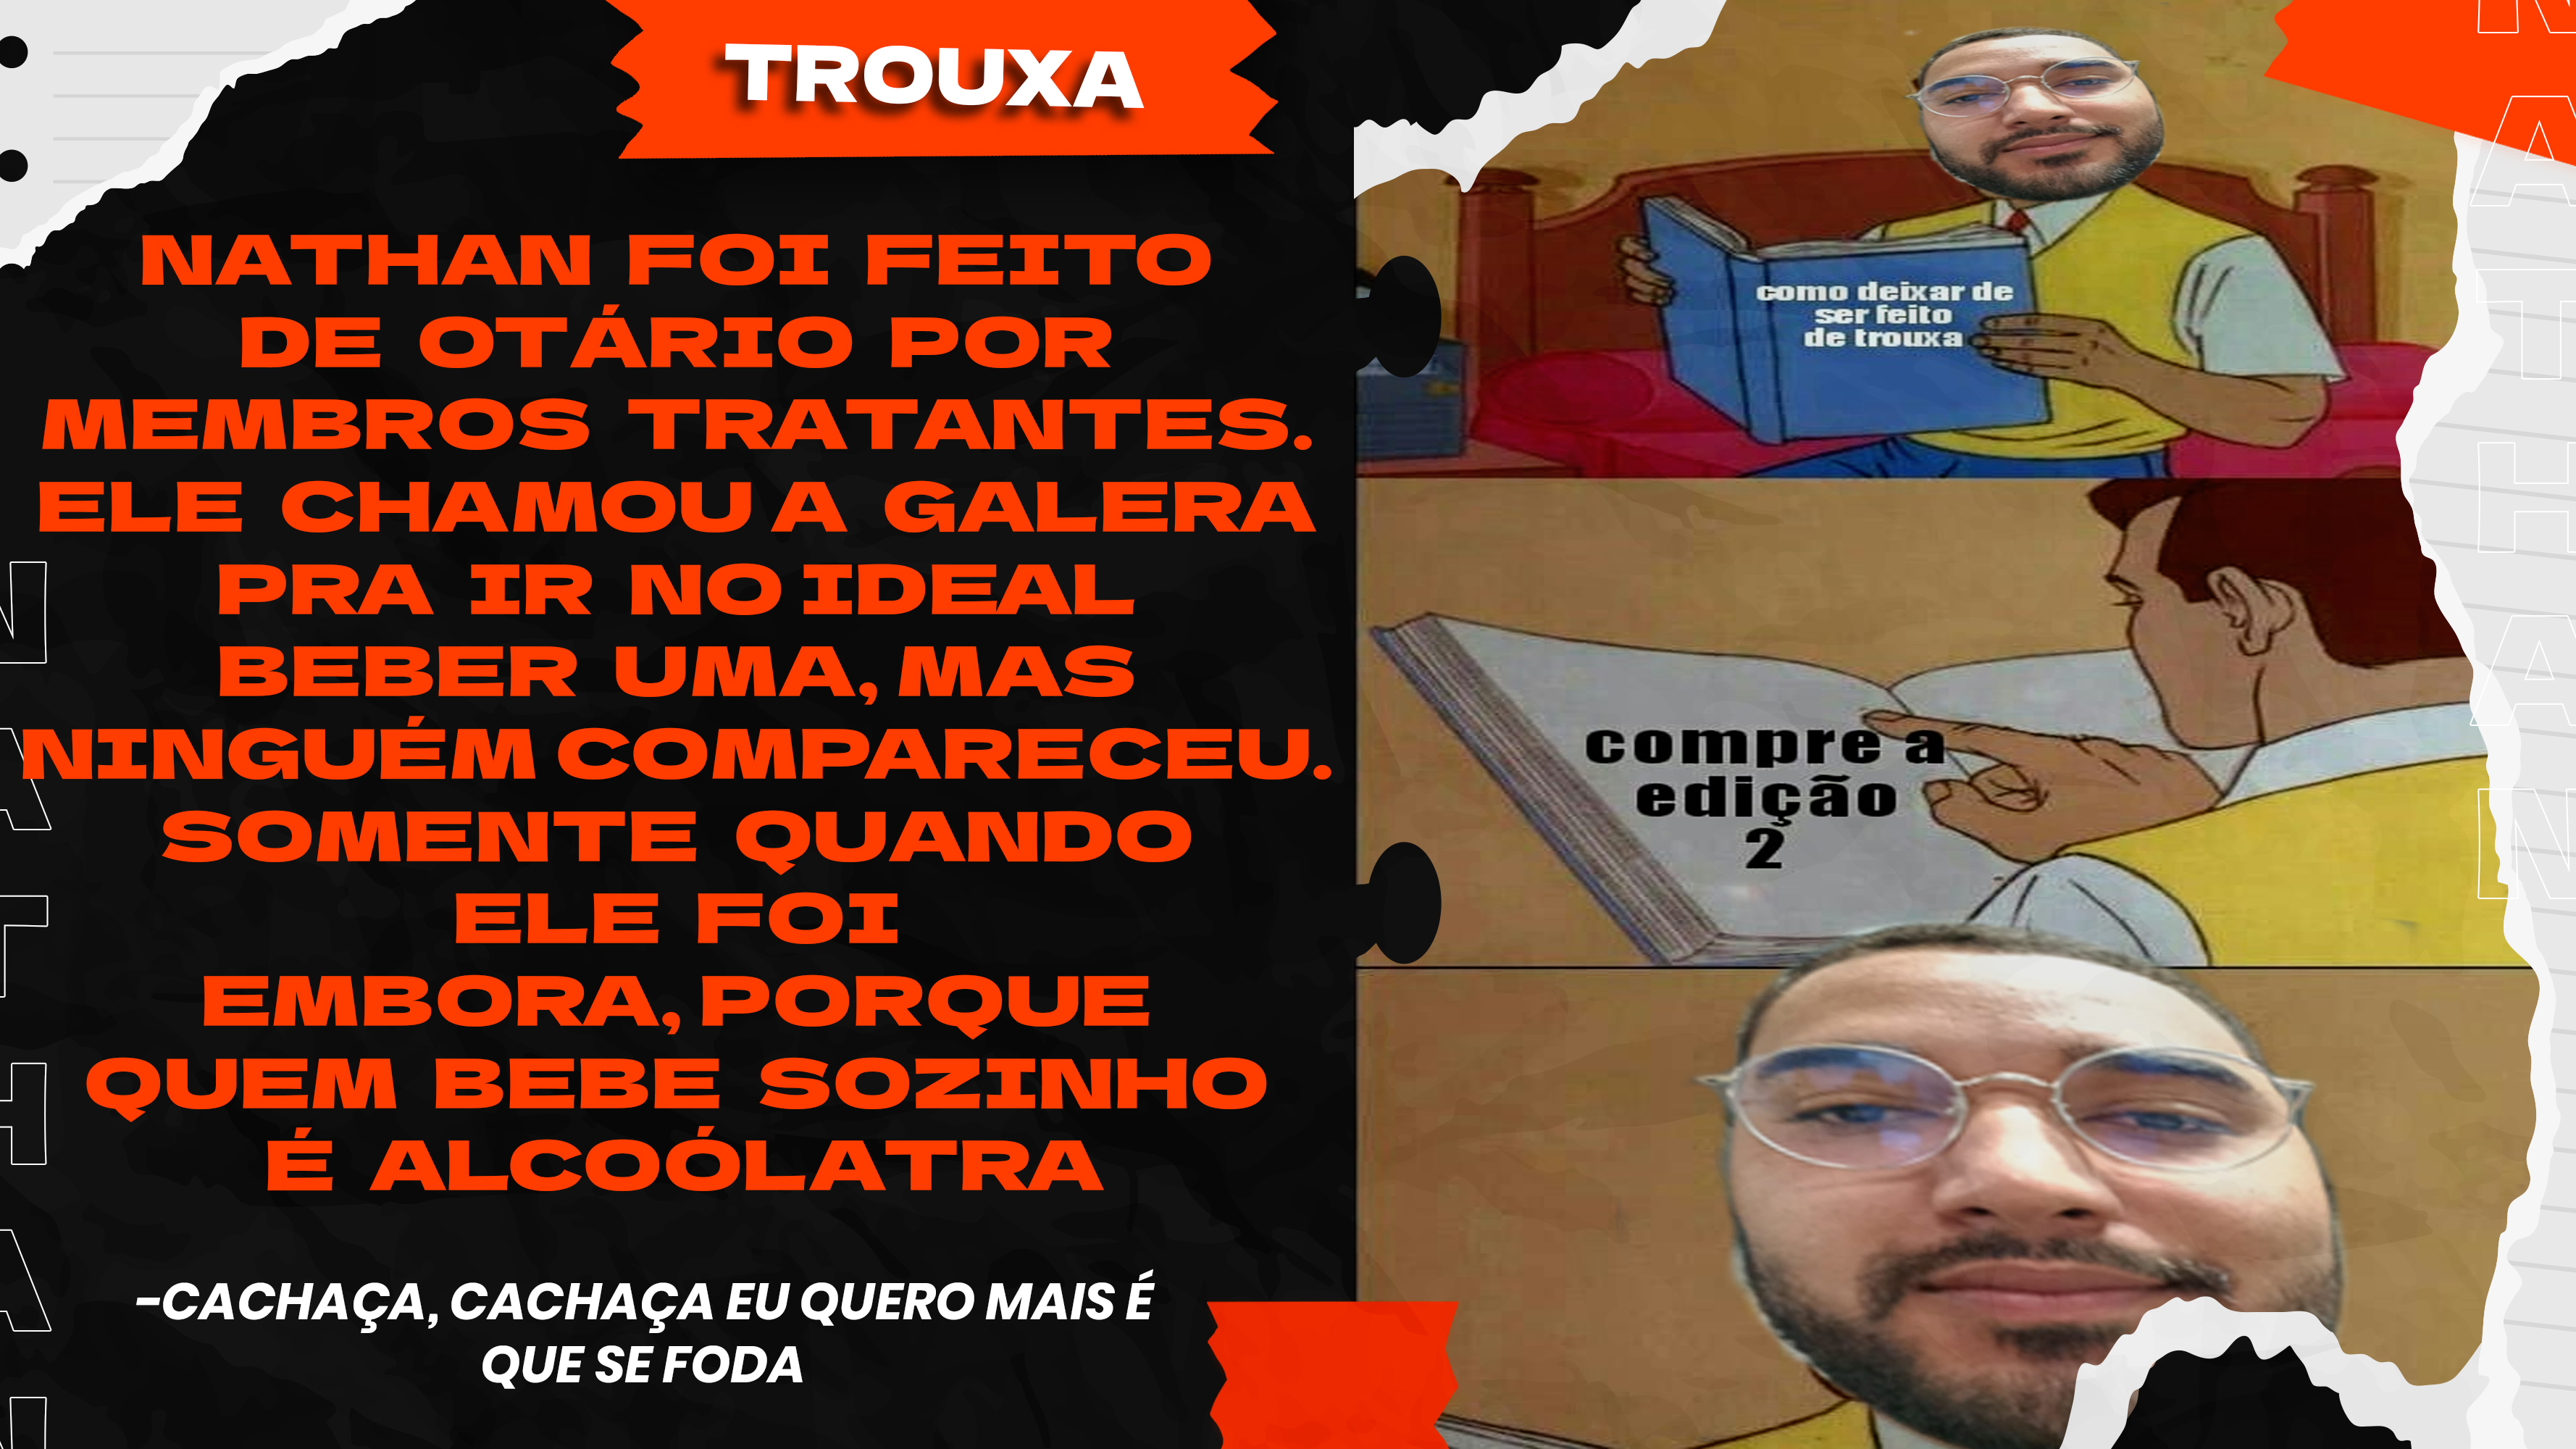 TROUXA
NATHAN FOI FEITO
DE OTÁRIO POR
MEMBROS TRATANTES.
ELE CHAMOU A GALERA
PRA IR NO IDEAL
BEBER UMA, MAS
NINGUÉM COMPARECEU.
SOMENTE QUANDO
ELE FOI
EMBORA, PORQUE
QUEM BEBE SOZINHO
É ALCOÓLATRA
-CACHAÇA, CACHAÇA EU QUERO MAIS É
QUE SE FODA
como deixar de
ser feito
de trouxa
compre a
edição
2
NATHAN
NATHAN